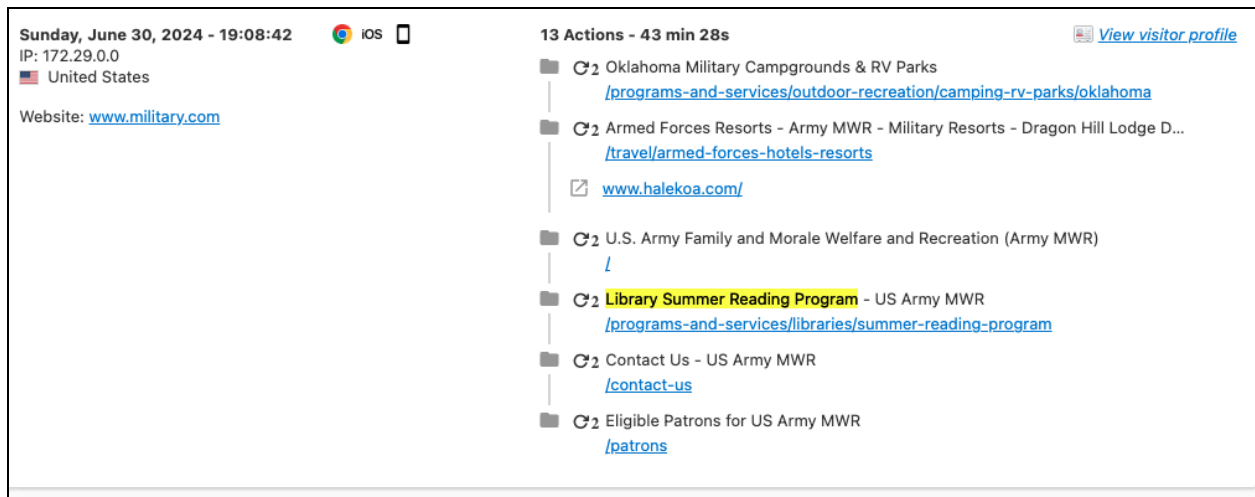 Sunday, June 30, 2024 - 19:08:42 iOS
IP: 172.29.0.0
United States
Website: www.military.com
13 Actions - 43 min 28s
View visitor profile
2 Oklahoma Military Campgrounds & RV Parks
/programs-and-services/outdoor-recreation/camping-rv-parks/oklahoma
2 Armed Forces Resorts - Army MWR - Military Resorts - Dragon Hill Lodge D...
/travel/armed-forces-hotels-resorts
www.halekoa.com/
2 U.S. Army Family and Morale Welfare and Recreation (Army MWR)
/
2 Library Summer Reading Program - US Army MWR
/programs-and-services/libraries/summer-reading-program
2 Contact Us - US Army MWR
/contact-us
2 Eligible Patrons for US Army MWR
/patrons